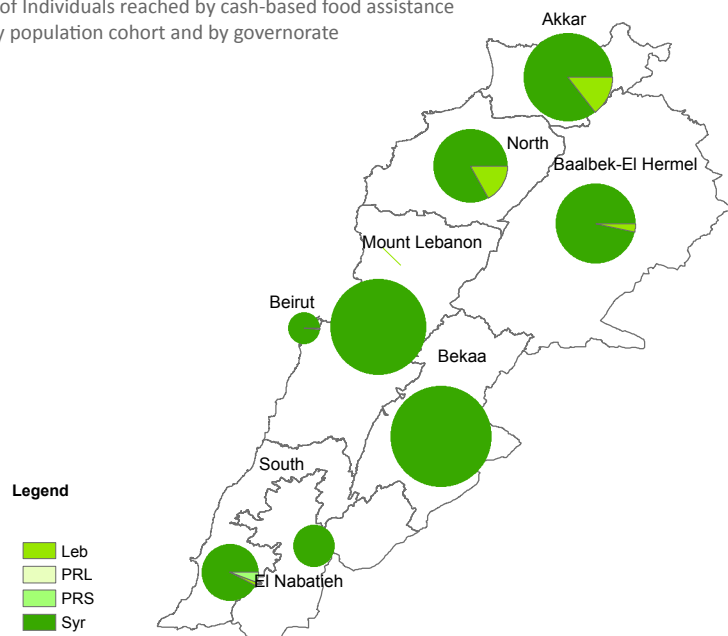 of Individuals reached by cash-based food assistance
y population cohort and by governorate
Akkar
North
Baalbek-El Hermel
Mount Lebanon
Beirut
Bekaa
South
El Nabatieh
Legend
Leb
PRL
PRS
Syr